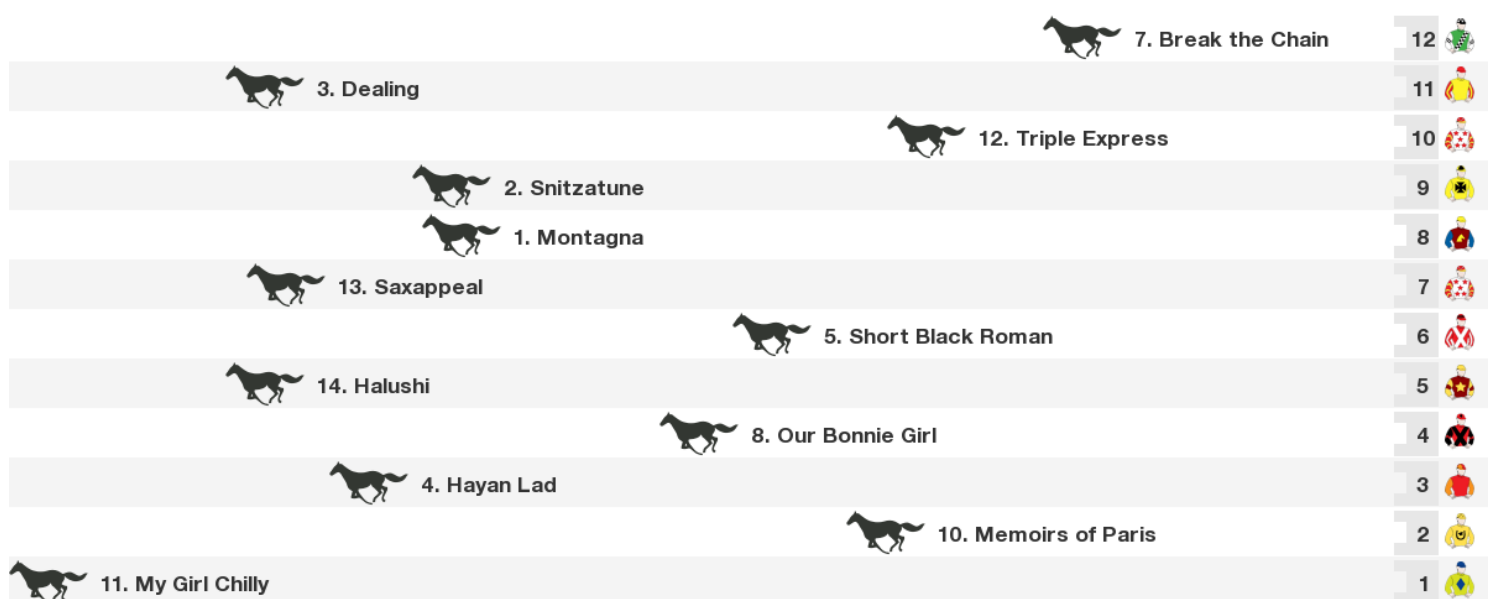 7. Break the Chain 12
3. Dealing 11
12. Triple Express 10
2. Snitzatune 9
1. Montagna 8
13. Saxappeal 7
5. Short Black Roman 6
14. Halushi 5
8. Our Bonnie Girl 4
4. Hayan Lad 3
10. Memoirs of Paris 2
11. My Girl Chilly 1